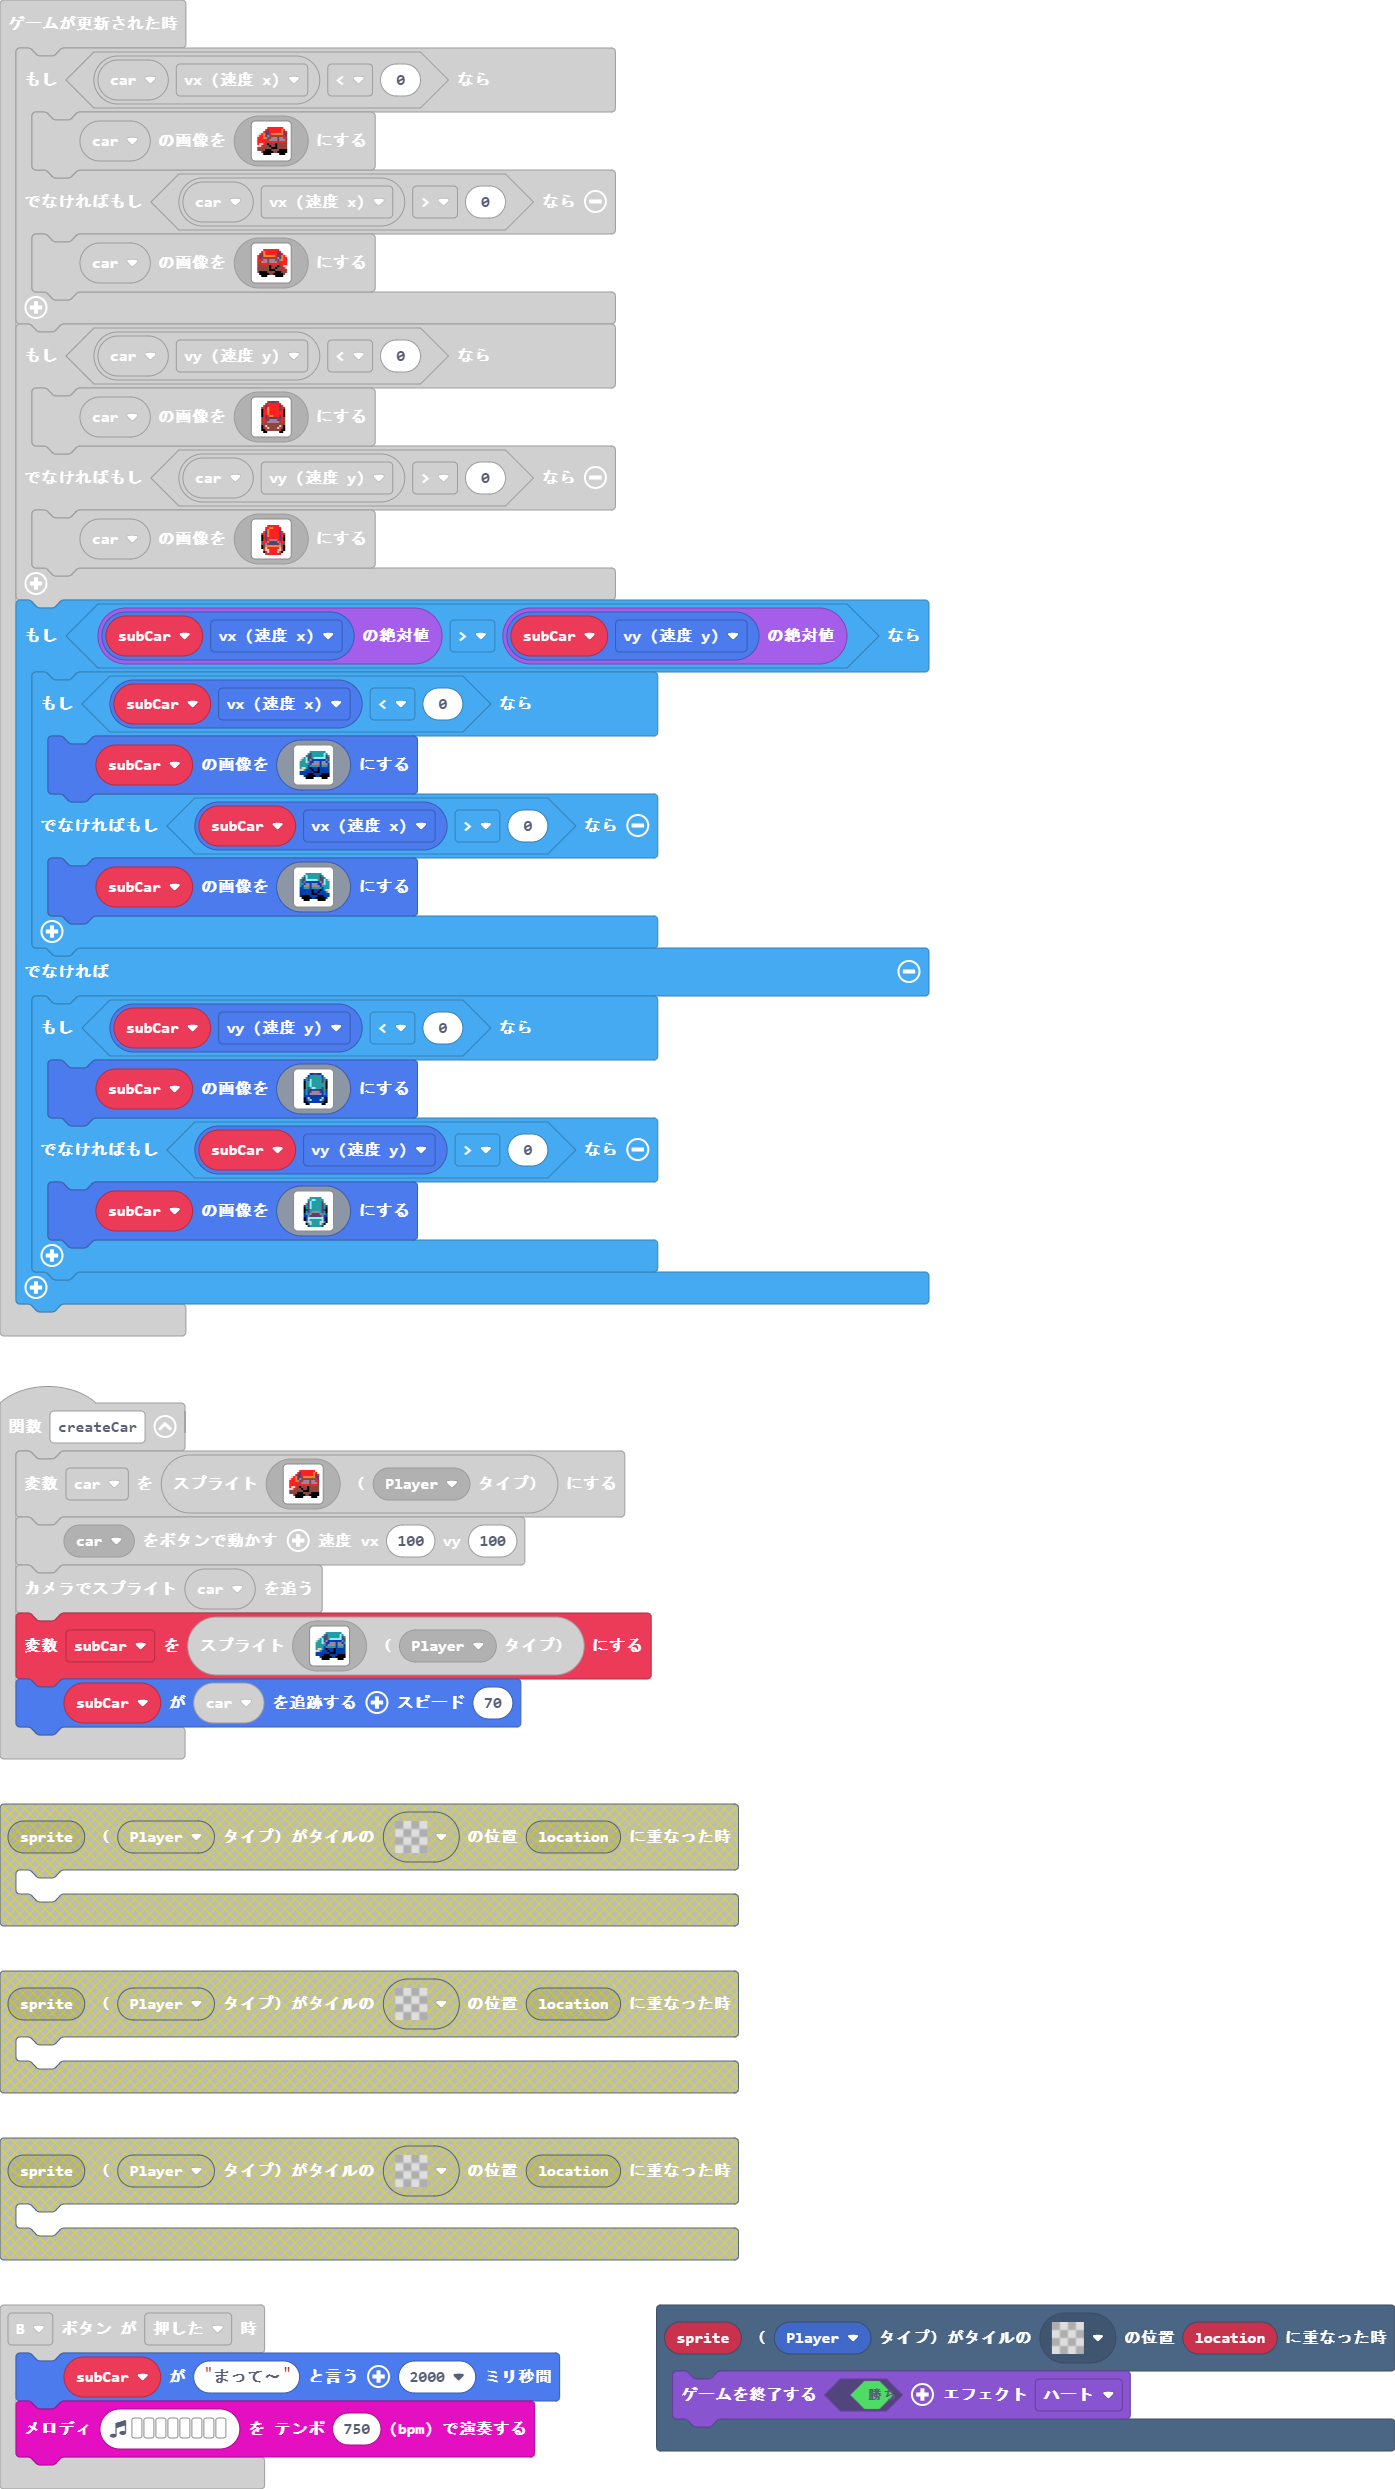 ゲームが更新された時
もし car vx (速度 x) < 0 なら
car の画像を にする
でなければもし car vx (速度 x) > 0 なら
car の画像を にする
もし car vy (速度 y) < 0 なら
car の画像を にする
でなければもし car vy (速度 y) > 0 なら
car の画像を にする
もし subCar vx (速度 x) の絶対値 > subCar vy (速度 y) の絶対値 なら
もし subCar vx (速度 x) < 0 なら
subCar の画像を にする
でなければもし subCar vx (速度 x) > 0 なら
subCar の画像を にする
でなければ
もし subCar vy (速度 y) < 0 なら
subCar の画像を にする
でなければもし subCar vy (速度 y) > 0 なら
subCar の画像を にする
関数 createCar
変数 car を スプライト ( Player タイプ) にする
car をボタンで動かす 速度 vx 100 vy 100
カメラでスプライト car を追う
変数 subCar を スプライト ( Player タイプ) にする
subCar が car を追跡する スピード 70
sprite ( Player タイプ) がタイルの の位置 location に重なった時
sprite ( Player タイプ) がタイルの の位置 location に重なった時
sprite ( Player タイプ) がタイルの の位置 location に重なった時
B ボタン が 押した 時
subCar が "まって～" と言う 2000 ミリ秒間
メロディ を テンポ 750 (bpm) で演奏する
sprite ( Player タイプ) がタイルの の位置 location に重なった時
ゲームを終了する 勝 エフェクト ハート